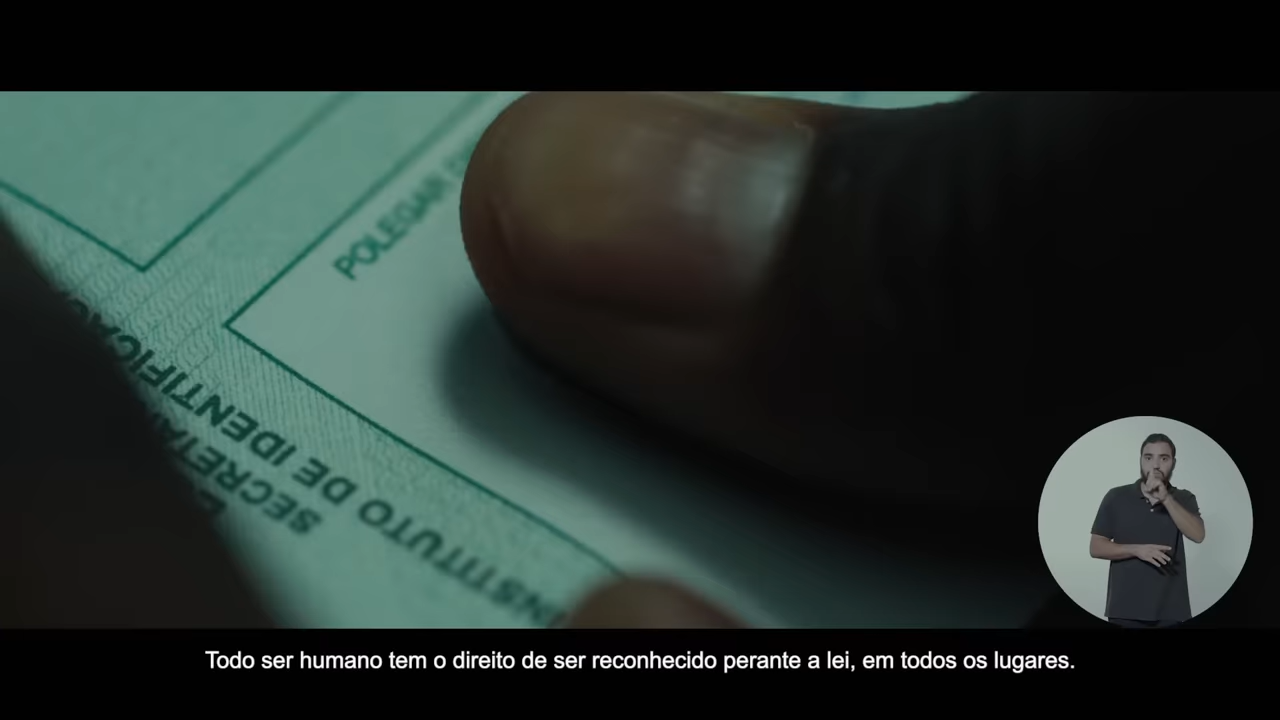 POLEGAR
INSTITUTO DE IDENTIFICAÇ
SECRETA
Todo ser humano tem o direito de ser reconhecido perante a lei, em todos os lugares.